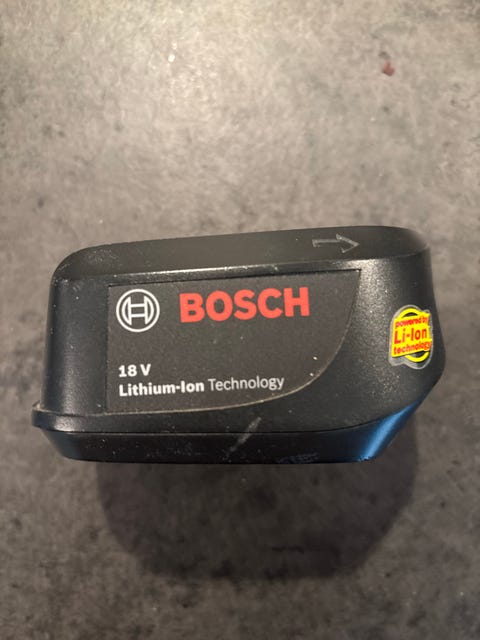 BOSCH
18 V
Lithium-Ion Technology
powered by
Li-Ion
technology